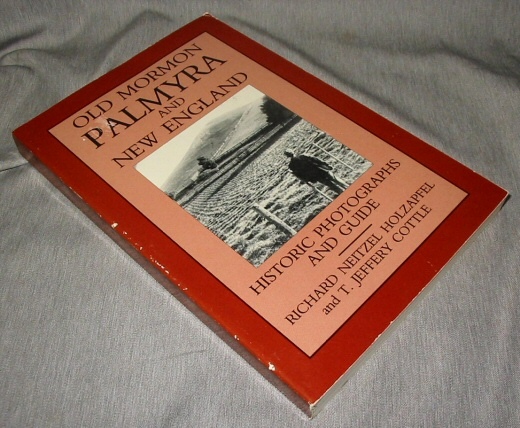 OLD MORMON
PALMYRA
AND
NEW ENGLAND
HISTORIC PHOTOGRAPHS
AND GUIDE
RICHARD NEITZEL HOLZAPFEL
and T. JEFFERY COTTLE